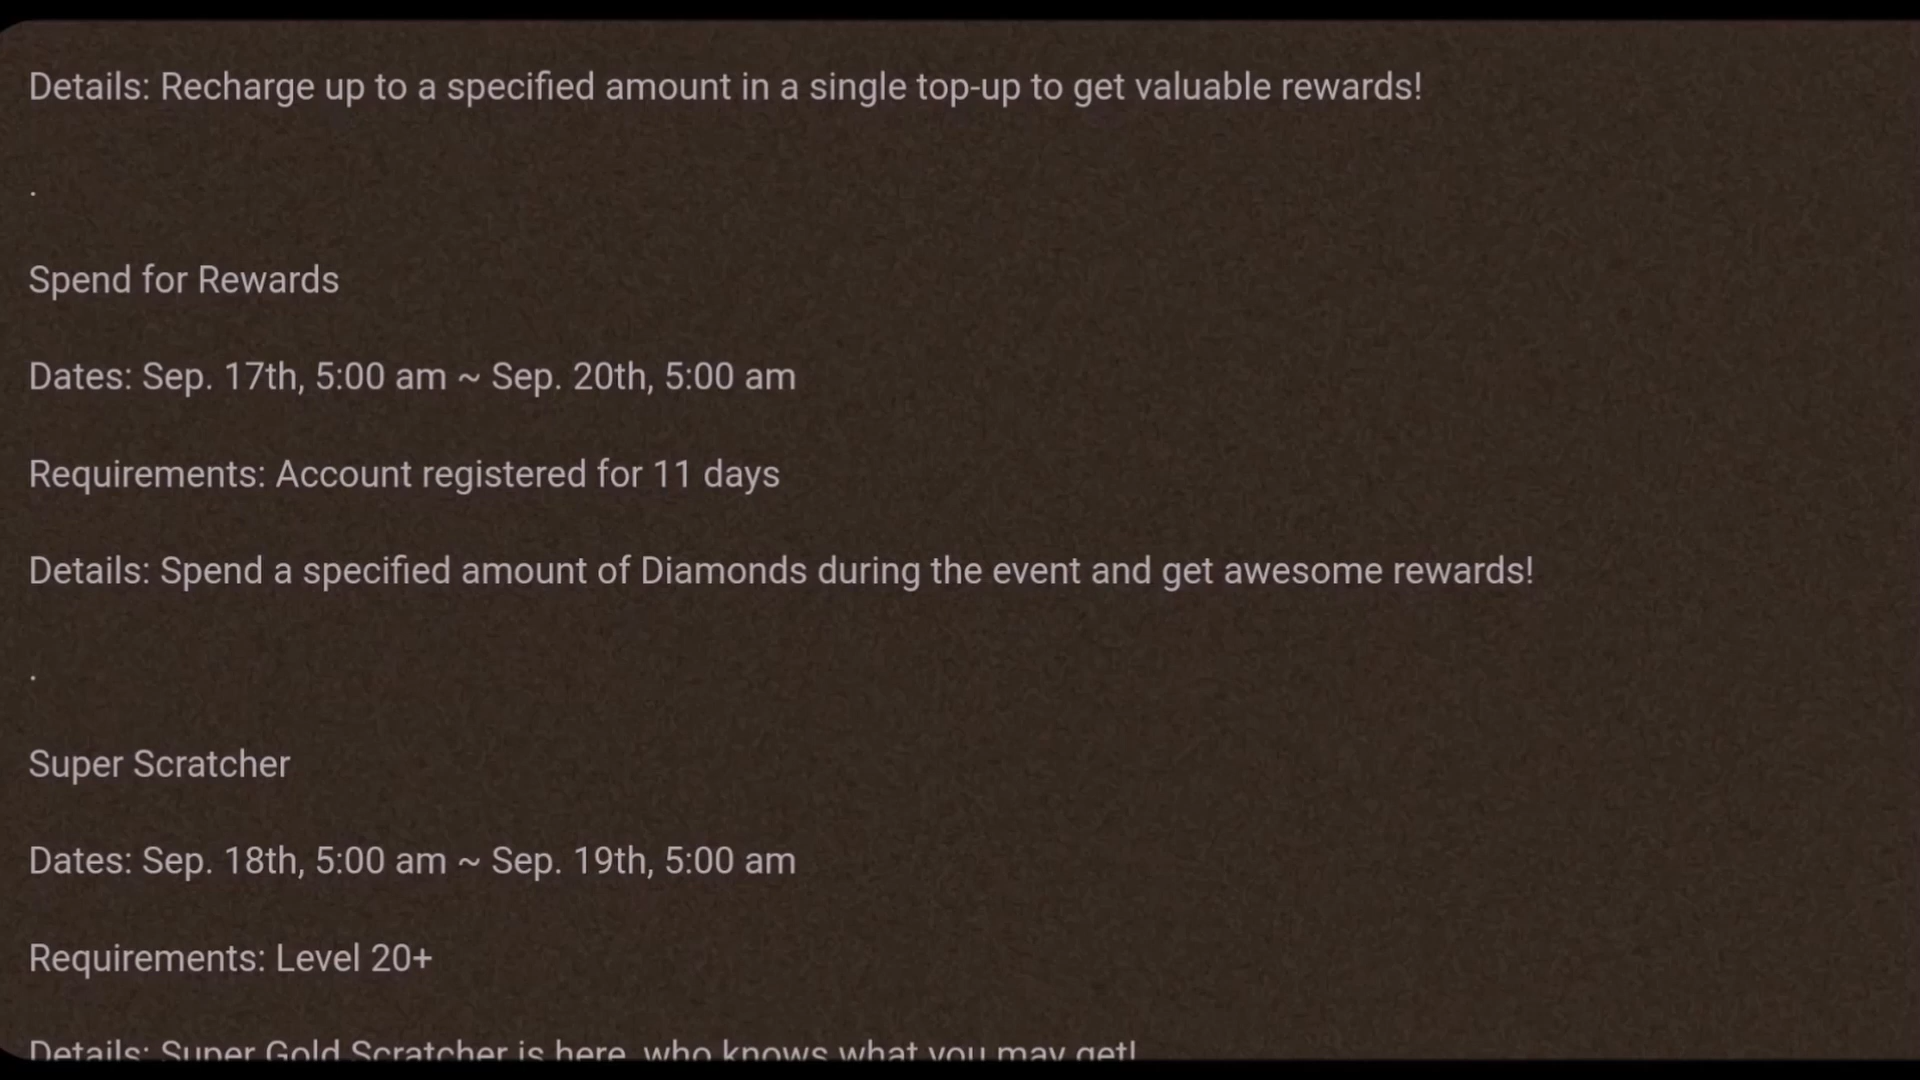 Details: Recharge up to a specified amount in a single top-up to get valuable rewards!
.
Spend for Rewards
Dates: Sep. 17th, 5:00 am ~ Sep. 20th, 5:00 am
Requirements: Account registered for 11 days
Details: Spend a specified amount of Diamonds during the event and get awesome rewards!
.
Super Scratcher
Dates: Sep. 18th, 5:00 am ~ Sep. 19th, 5:00 am
Requirements: Level 20+
Details: Super Gold Scratcher is here, who knows what you may get!